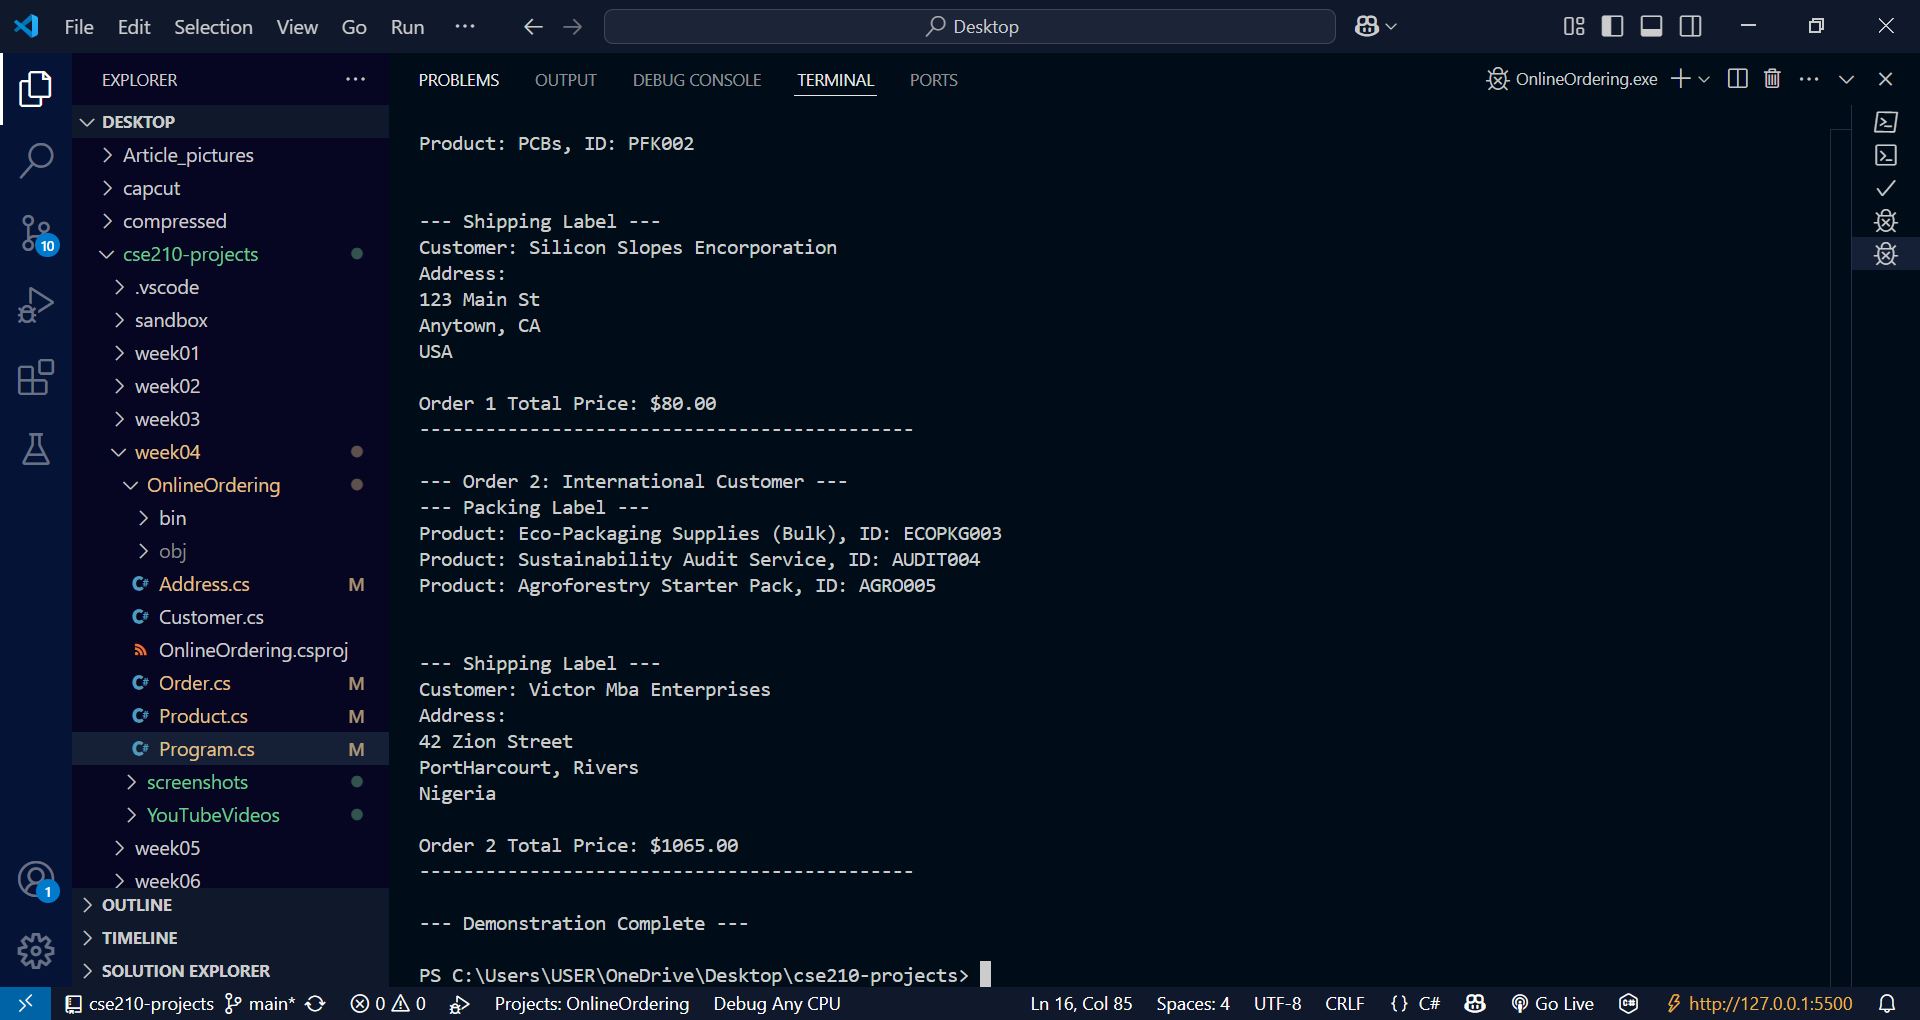 File Edit Selection View Go Run ··· Desktop
EXPLORER ···
DESKTOP
Article_pictures
capcut
compressed
cse210-projects
.vscode
sandbox
week01
week02
week03
week04
OnlineOrdering
bin
obj
Address.cs M
Customer.cs
OnlineOrdering.csproj
Order.cs M
Product.cs M
Program.cs M
screenshots
YouTubeVideos
week05
week06
OUTLINE
TIMELINE
SOLUTION EXPLORER
10
1
PROBLEMS OUTPUT DEBUG CONSOLE TERMINAL PORTS OnlineOrdering.exe
Product: PCBs, ID: PFK002
--- Shipping Label ---
Customer: Silicon Slopes Encorporation
Address:
123 Main St
Anytown, CA
USA
Order 1 Total Price: $80.00
---------------------------------------------
--- Order 2: International Customer ---
--- Packing Label ---
Product: Eco-Packaging Supplies (Bulk), ID: ECOPKG003
Product: Sustainability Audit Service, ID: AUDIT004
Product: Agroforestry Starter Pack, ID: AGRO005
--- Shipping Label ---
Customer: Victor Mba Enterprises
Address:
42 Zion Street
PortHarcourt, Rivers
Nigeria
Order 2 Total Price: $1065.00
---------------------------------------------
--- Demonstration Complete ---
PS C:\Users\USER\OneDrive\Desktop\cse210-projects>
cse210-projects main* 0 0 Projects: OnlineOrdering Debug Any CPU Ln 16, Col 85 Spaces: 4 UTF-8 CRLF {} C# Go Live http://127.0.0.1:5500